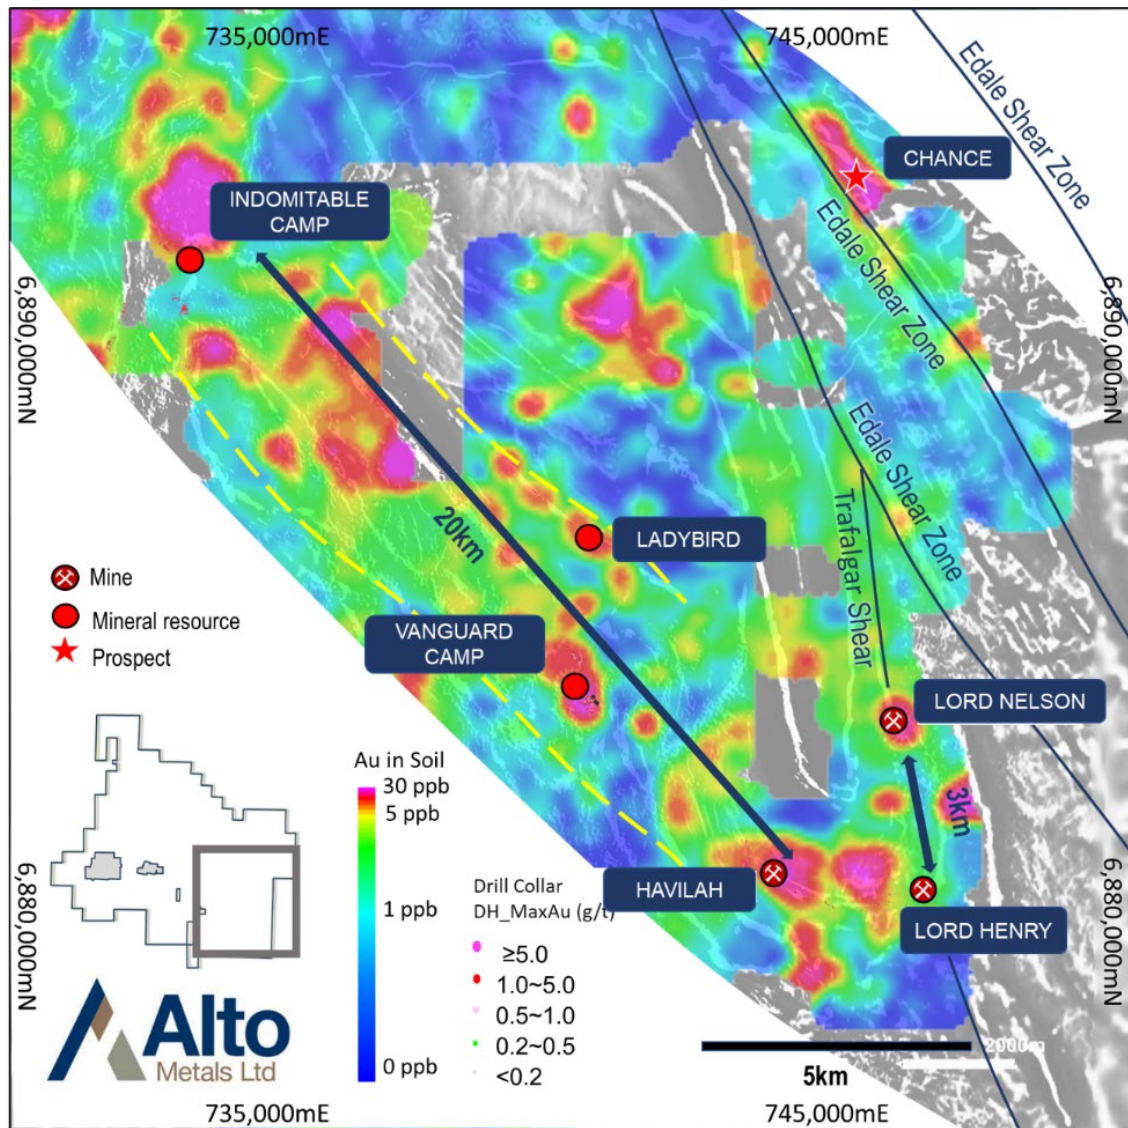 735,000mE
745,000mE
Edale Shear Zone
CHANCE
INDOMITABLE
CAMP
Edale Shear Zone
6,890,000mN
6,890,000mN
Edale Shear Zone
Trafalgar Shear
20km
LADYBIRD
Mine
Mineral resource
Prospect
VANGUARD
CAMP
LORD NELSON
3km
Au in Soil
30 ppb
5 ppb
1 ppb
0 ppb
HAVILAH
LORD HENRY
6,880,000mN
6,880,000mN
Drill Collar
DH_MaxAu (g/t)
≥5.0
1.0~5.0
0.5~1.0
0.2~0.5
<0.2
Alto
Metals Ltd
2000m
5km
735,000mE
745,000mE